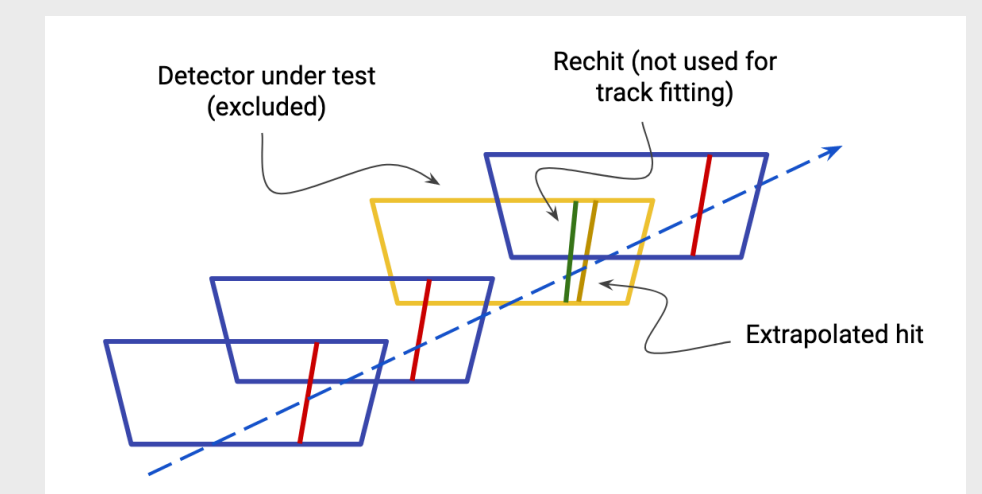 Detector under test
(excluded)
Rechit (not used for
track fitting)
Extrapolated hit